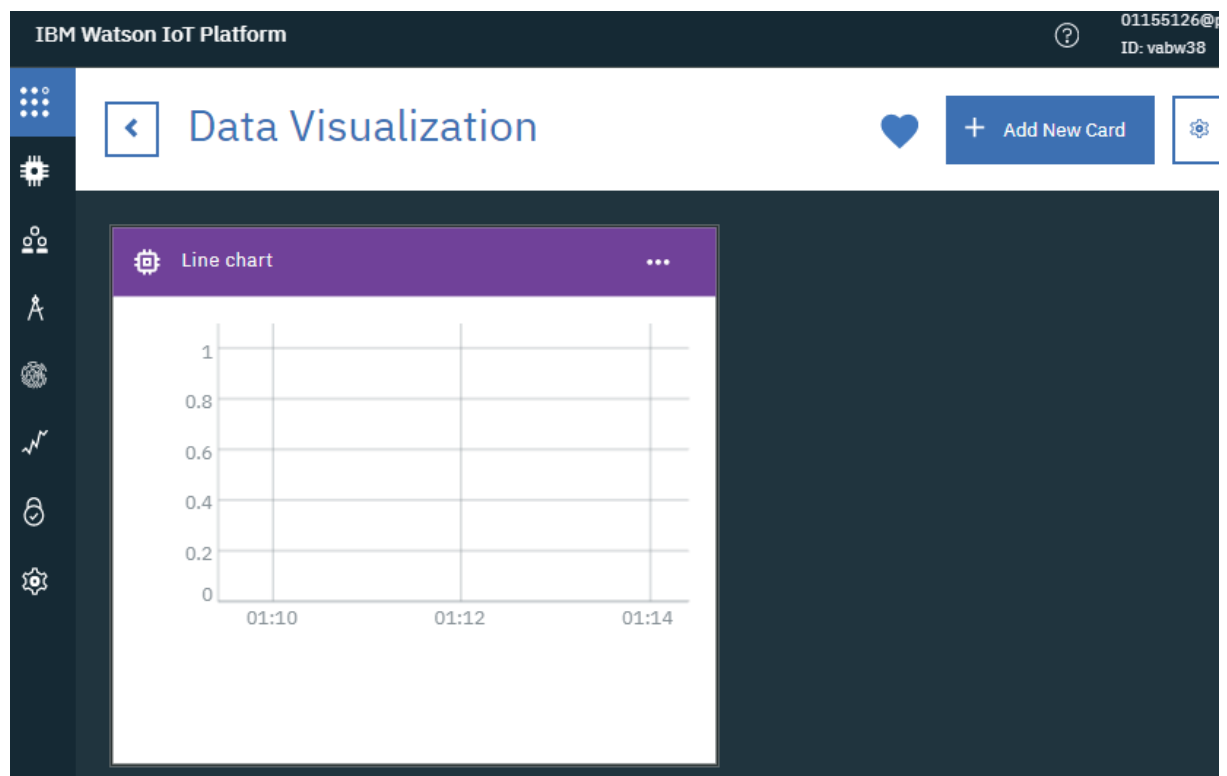 IBM Watson IoT Platform
01155126@
ID: vabw38
Data Visualization
+ Add New Card
Line chart
1
0.8
0.6
0.4
0.2
0
01:10 01:12 01:14